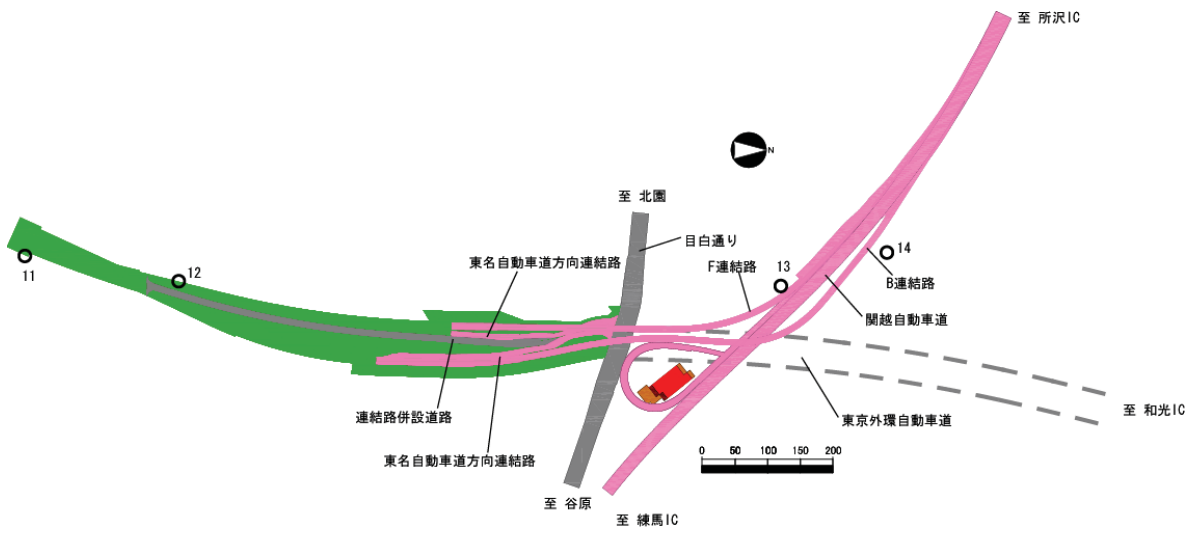 至 所沢IC
N
至 北園
目白通り
東名自動車道方向連結路
F連結路
13
14
B連結路
11
12
関越自動車道
連結路併設道路
東名自動車道方向連結路
東京外環自動車道
至 和光IC
0 50 100 150 200
至 谷原
至 練馬IC